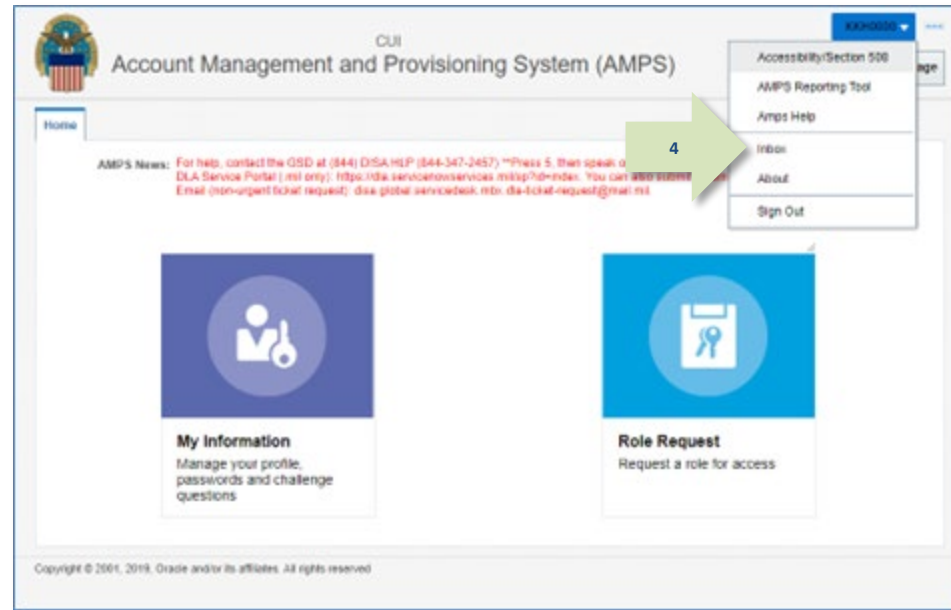 CUI
Account Management and Provisioning System (AMPS)
Accessibility/Section 508
age
AMPS Reporting Tool
Amps Help
Inbox
About
Sign Out
4
Home
AMPS News: For help, contact the GSD at (844) DISA HLP (844-347-2457) **Press 5, then speak o
DLA Service Portal (.mil only): https://dla.servicenowservices.mil/sp?id=index. You can also submit
Email (non-urgent ticket request): disa.global.servicedesk.mbx.dla-ticket-request@mail.mil
My Information
Manage your profile,
passwords and challenge
questions
Role Request
Request a role for access
Copyright © 2001, 2019, Oracle and/or its affiliates. All rights reserved